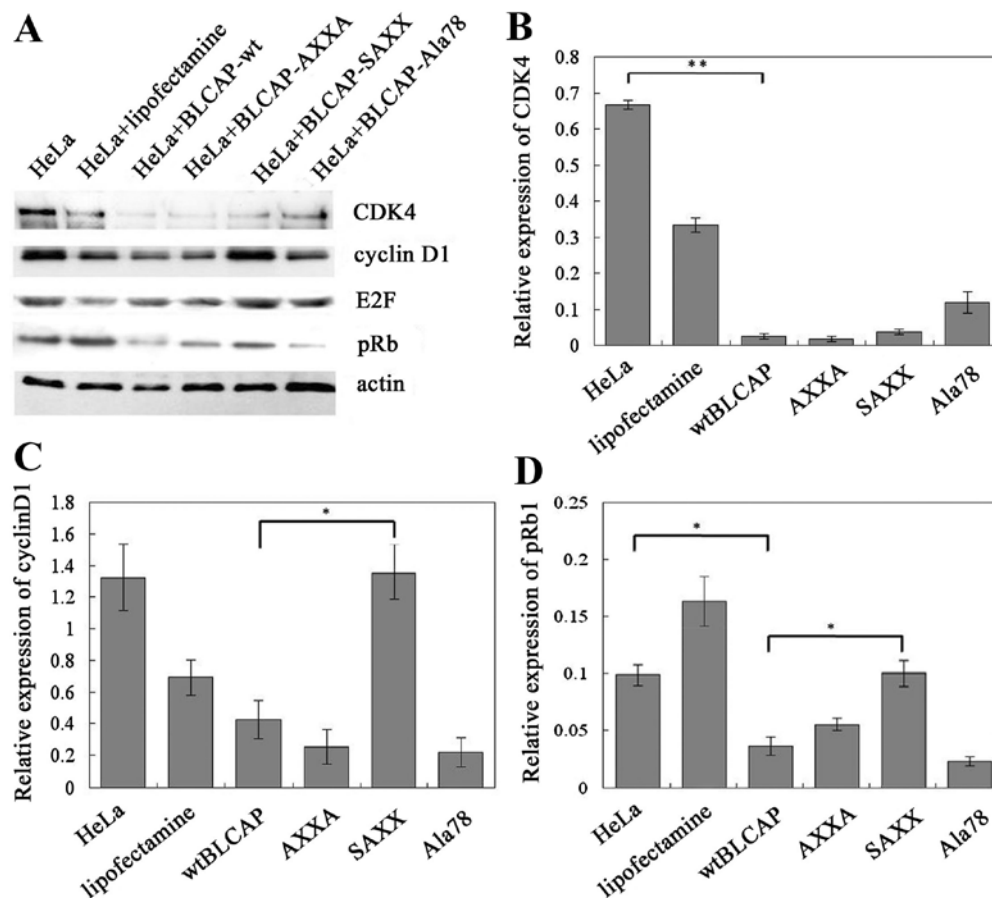 A
HeLa
HeLa+lipofectamine
HeLa+BLCAP-wt
HeLa+BLCAP-AXXA
HeLa+BLCAP-SAXX
HeLa+BLCAP-Ala78
CDK4
cyclin D1
E2F
pRb
actin
B
Relative expression of CDK4
0.8
0.7
0.6
0.5
0.4
0.3
0.2
0.1
0
**
HeLa
lipofectamine
wtBLCAP
AXXA
SAXX
Ala78
C
Relative expression of cyclinD1
1.8
1.6
1.4
1.2
1
0.8
0.6
0.4
0.2
0
*
HeLa
lipofectamine
wtBLCAP
AXXA
SAXX
Ala78
D
Relative expression of pRb1
0.25
0.2
0.15
0.1
0.05
0
*
*
HeLa
lipofectamine
wtBLCAP
AXXA
SAXX
Ala78